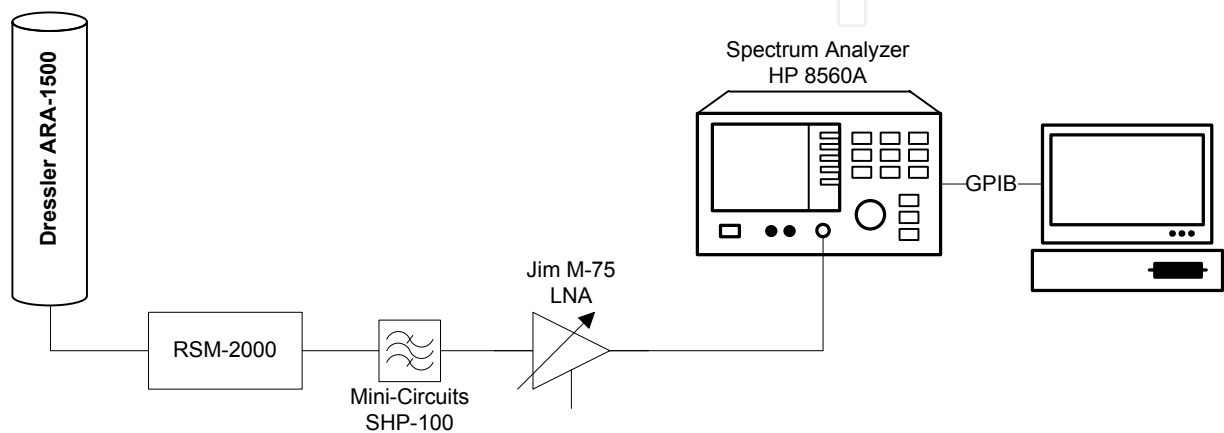 Dressler ARA-1500
Spectrum Analyzer
HP 8560A
GPIB
Jim M-75
LNA
RSM-2000
Mini-Circuits
SHP-100